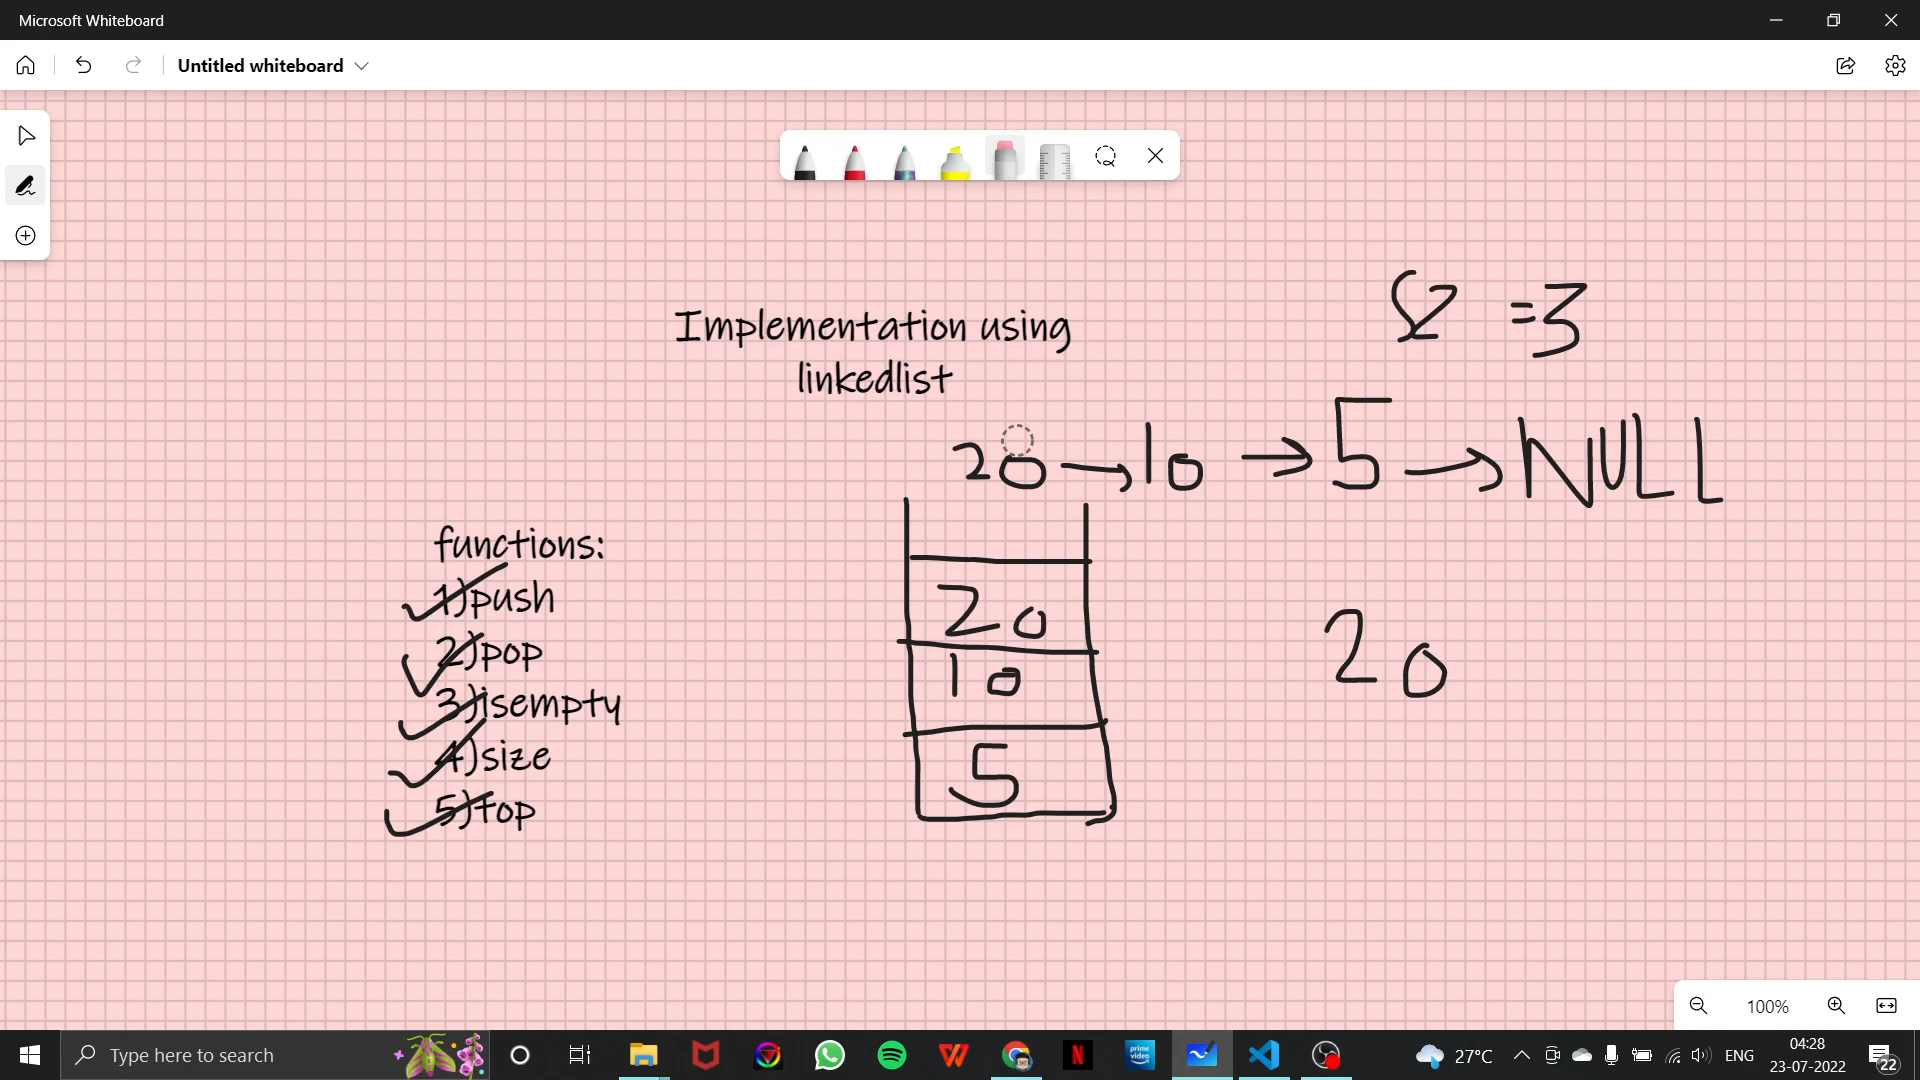 Microsoft Whiteboard
Untitled whiteboard
Implementation using
linkedlist
=3
20 → 10 → 5 → NULL
functions:
1)push
2)pop
3)isempty
4)size
5)top
20
10
5
20
100%
Type here to search
27°C
ENG
04:28
23-07-2022
22
prime video